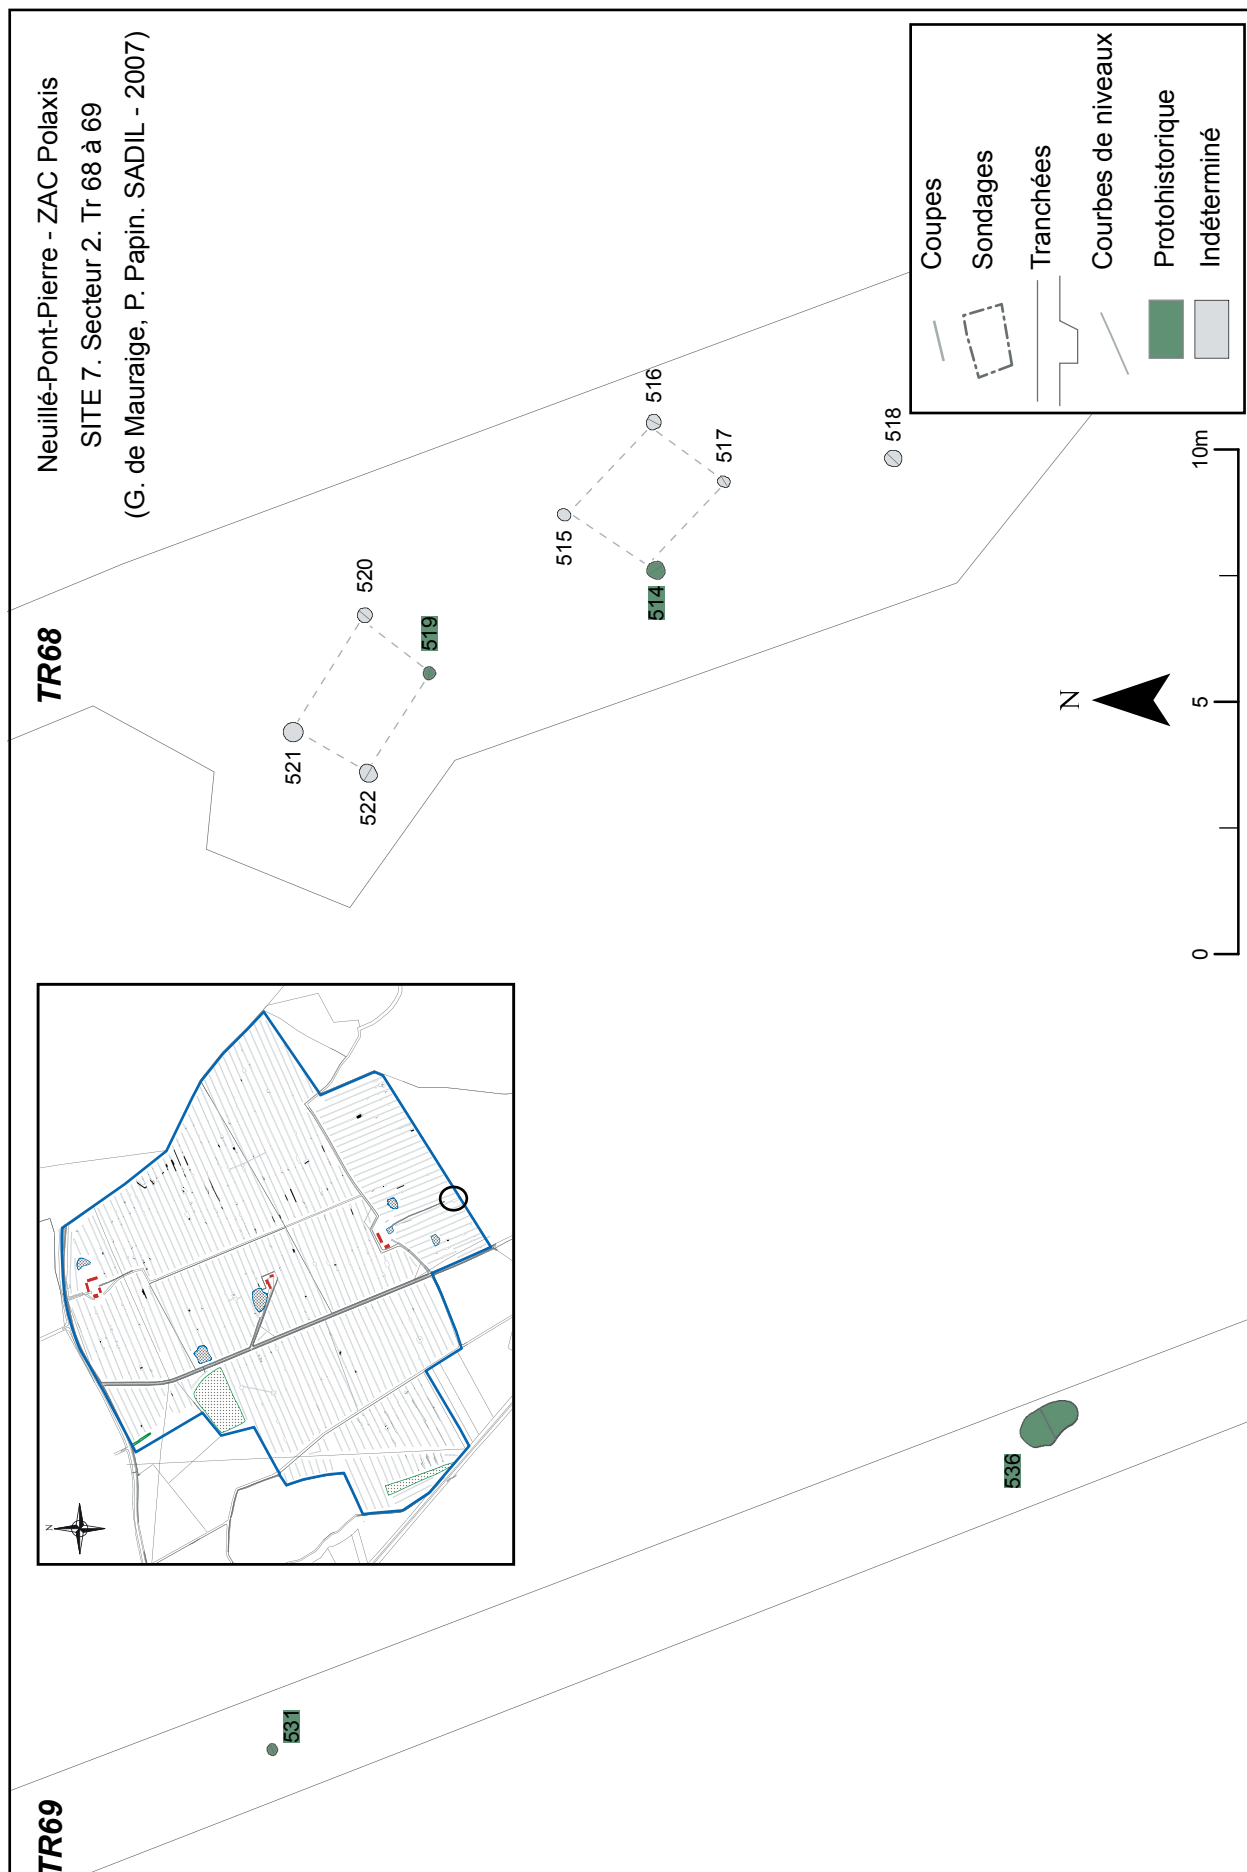 Neuillé-Pont-Pierre - ZAC Polaxis
SITE 7. Secteur 2. Tr 68 à 69
(G. de Mauraige, P. Papin. SADIL - 2007)
TR69
TR68
N
531
536
521
522
520
519
515
514
516
517
518
N
0
5
10m
Coupes
Sondages
Tranchées
Courbes de niveaux
Protohistorique
Indéterminé